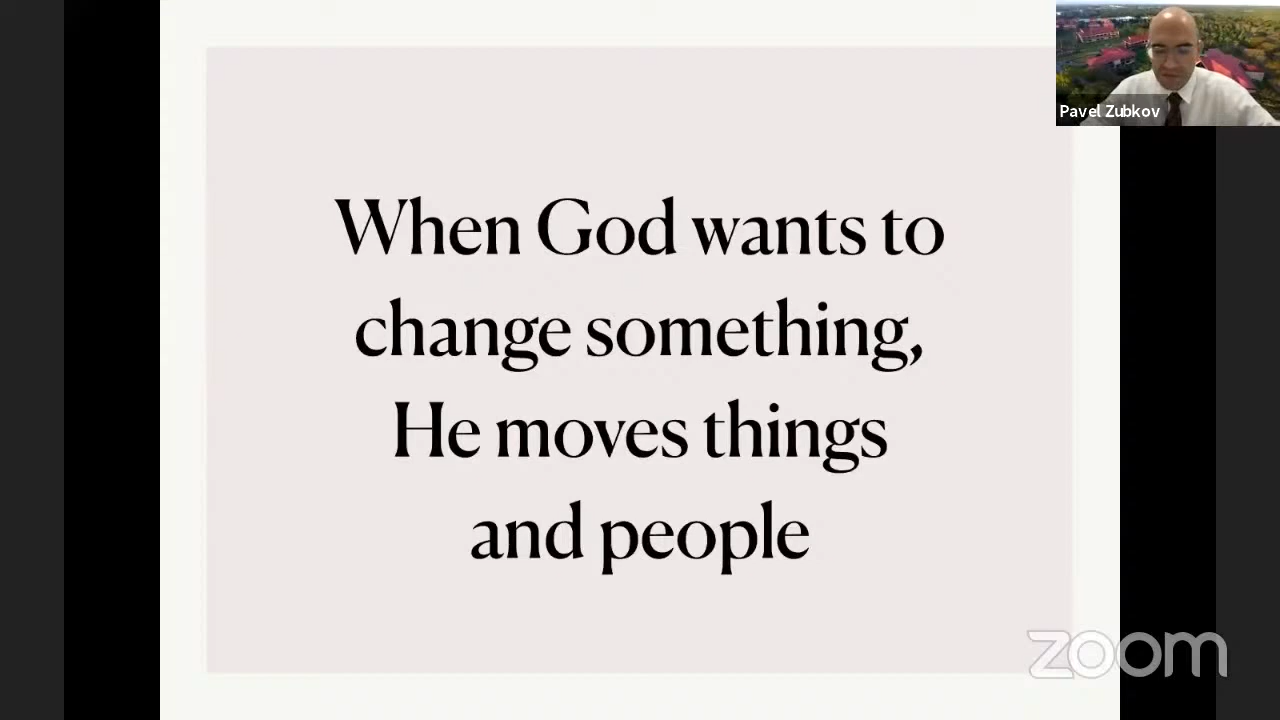 Pavel Zubkov
When God wants to
change something,
He moves things
and people
zoom